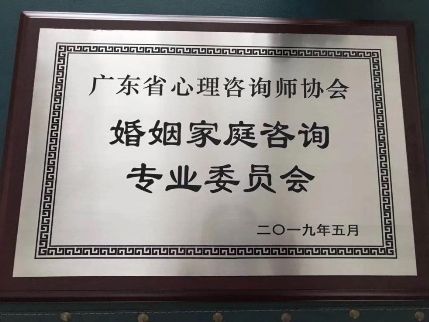 广东省心理咨询师协会
婚姻家庭咨询
专业委员会
二〇一九年五月